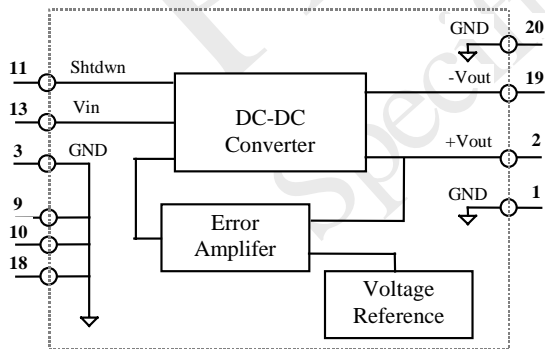 GND 20
11 Shtdwn
-Vout 19
13 Vin
DC-DC
Converter
+Vout 2
3 GND
GND 1
9
Error
Amplifer
10
18
Voltage
Reference
Specifi